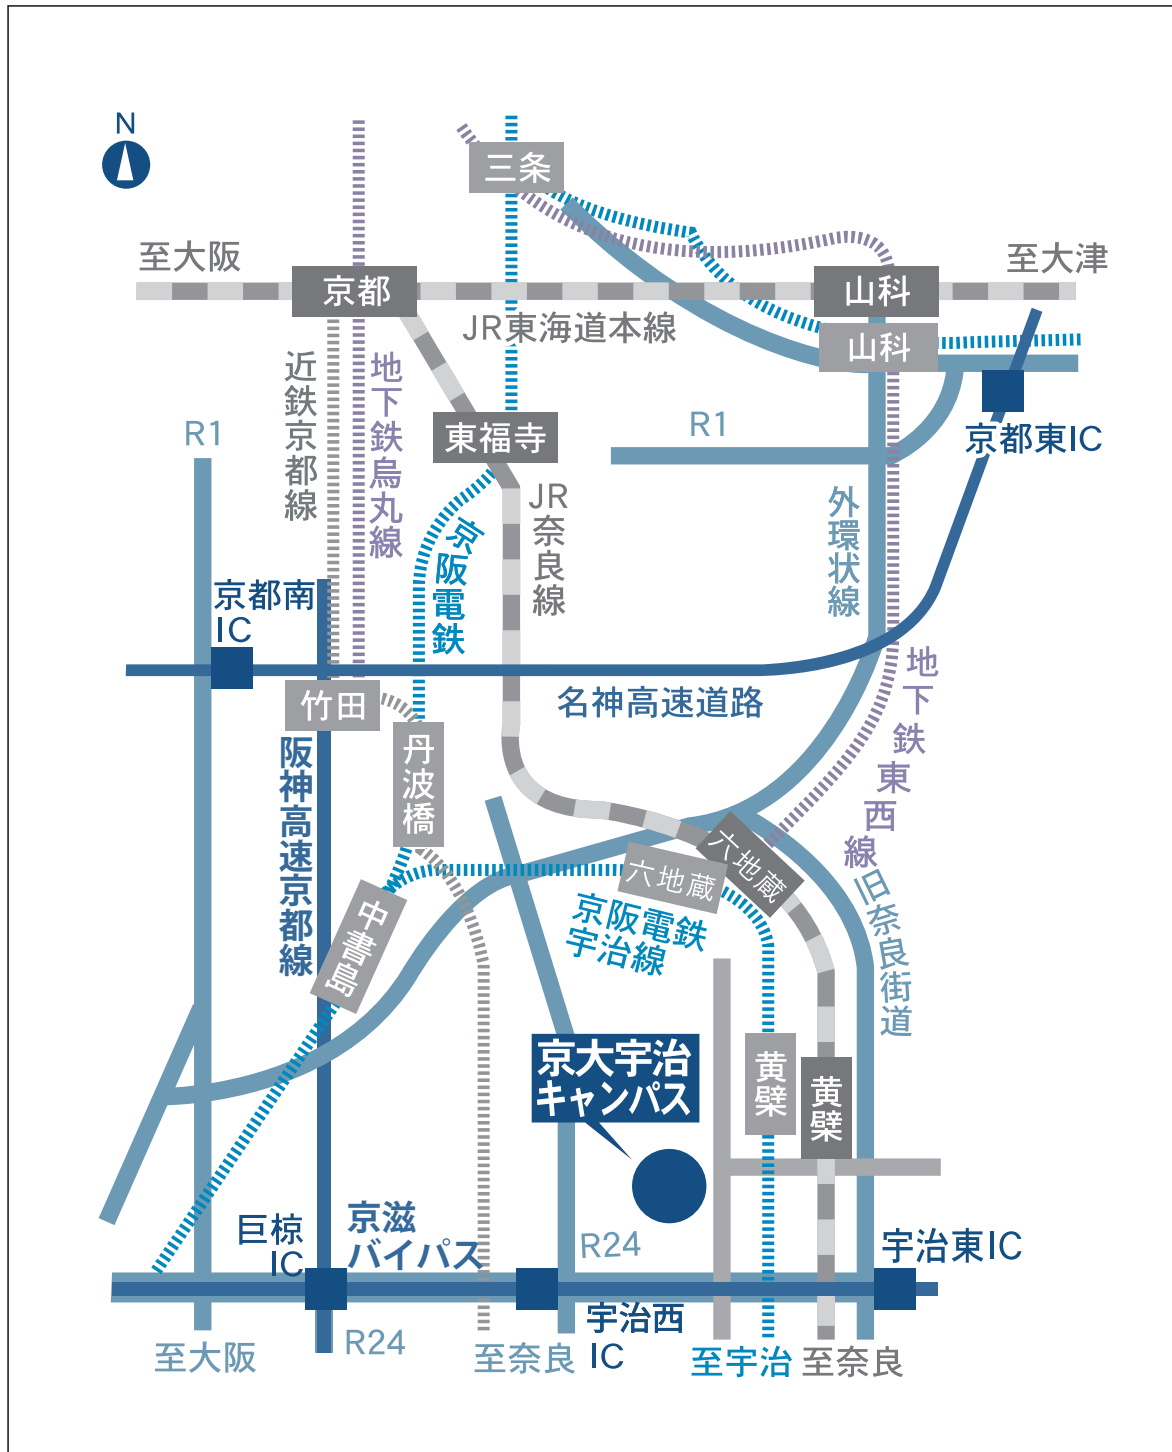 N
三条
至大阪
京都
山科
至大津
JR東海道本線
山科
近鉄京都線
地下鉄烏丸線
R1
東福寺
R1
京都東IC
京阪電鉄
JR奈良線
外環状線
京都南
IC
地下鉄東西線
竹田
名神高速道路
阪神高速京都線
丹波橋
六地蔵
六地蔵
旧奈良街道
中書島
京阪電鉄
宇治線
京大宇治
キャンパス
黄檗
黄檗
巨椋
IC
京滋
バイパス
R24
宇治東IC
宇治西
IC
R24
至大阪
至奈良
至宇治
至奈良